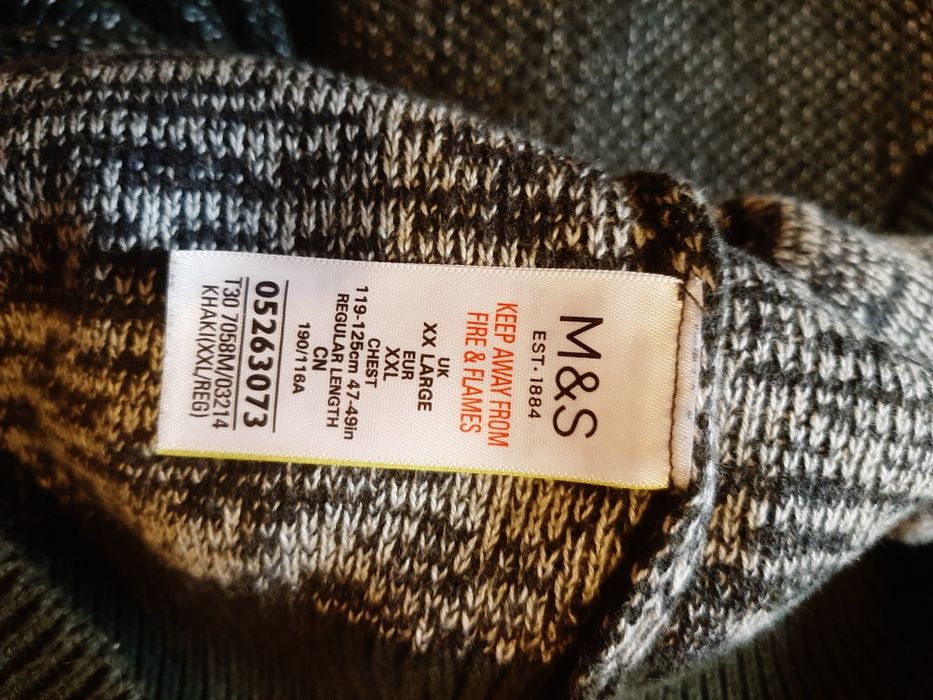 M&S
EST. 1884
KEEP AWAY FROM
FIRE & FLAMES
UK
XX LARGE
EUR
XXL
CHEST
119-125cm 47-49in
REGULAR LENGTH
CN
190/116A
05263073
T30 7058M/03214
KHAKI(XXL/REG)